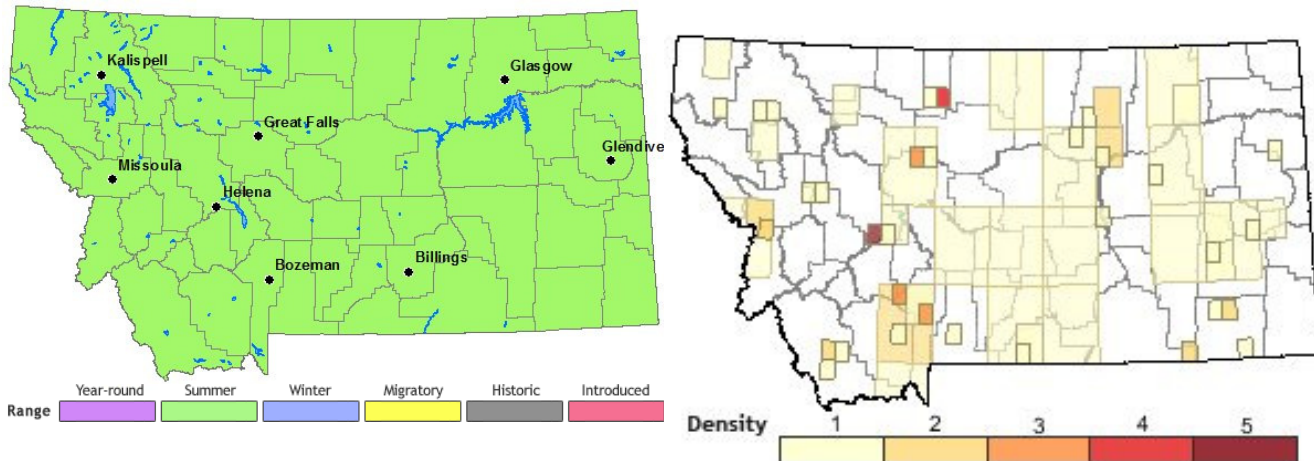 Kalispell
Glasgow
Great Falls
Glendive
Missoula
Helena
Billings
Bozeman
Year-round Summer Winter Migratory Historic Introduced
Range
Density 1 2 3 4 5